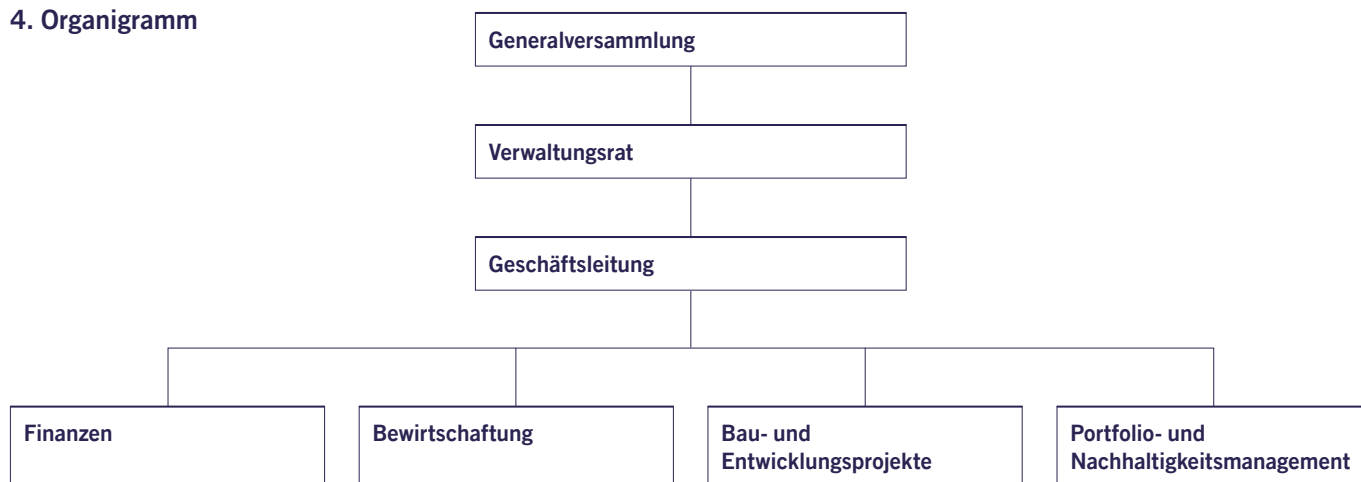 4. Organigramm
Generalversammlung
Verwaltungsrat
Geschäftsleitung
Finanzen
Bewirtschaftung
Bau- und
Entwicklungsprojekte
Portfolio- und
Nachhaltigkeitsmanagement